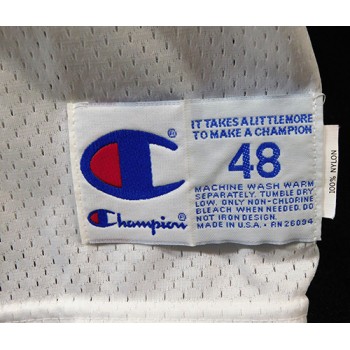 IT TAKES A LITTLE MORE
TO MAKE A CHAMPION
®
48
Champion
MACHINE WASH WARM
SEPARATELY. TUMBLE DRY
LOW. ONLY NON-CHLORINE
BLEACH WHEN NEEDED. DO
NOT IRON DESIGN.
MADE IN U.S.A. • RN 26094
100% NYLON